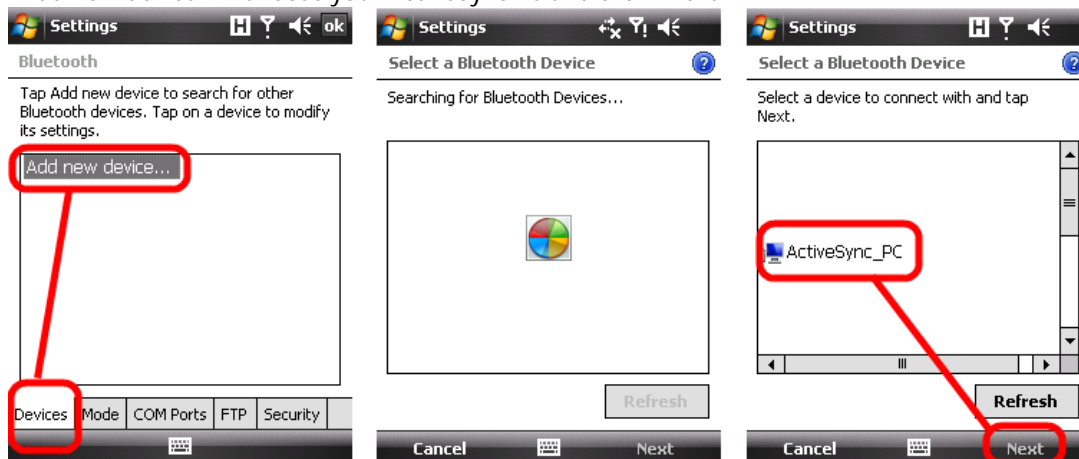 Settings
ok
Bluetooth
Tap Add new device to search for other
Bluetooth devices. Tap on a device to modify
its settings.
Add new device...
Devices Mode COM Ports FTP Security
Settings
Select a Bluetooth Device
Searching for Bluetooth Devices...
Refresh
Cancel Next
Settings
Select a Bluetooth Device
Select a device to connect with and tap
Next.
ActiveSync_PC
Refresh
Cancel Next